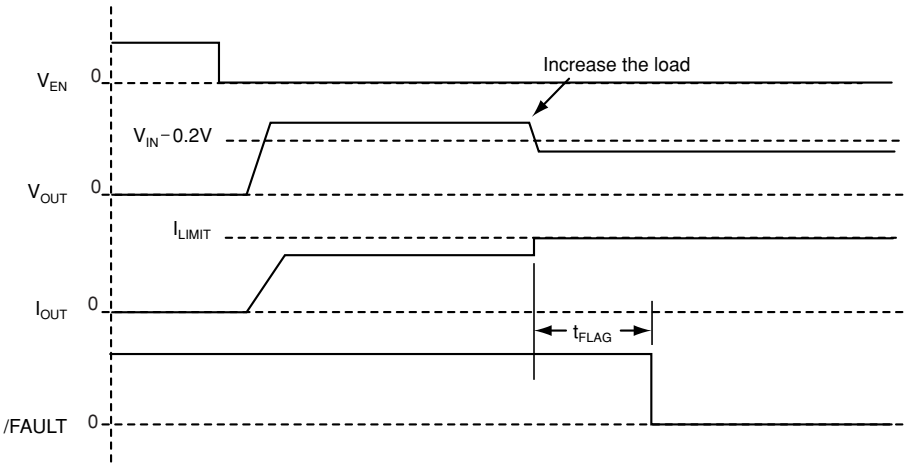 Increase the load
V_EN 0
V_IN−0.2V
V_OUT 0
I_LIMIT
I_OUT 0
t_FLAG
/FAULT 0